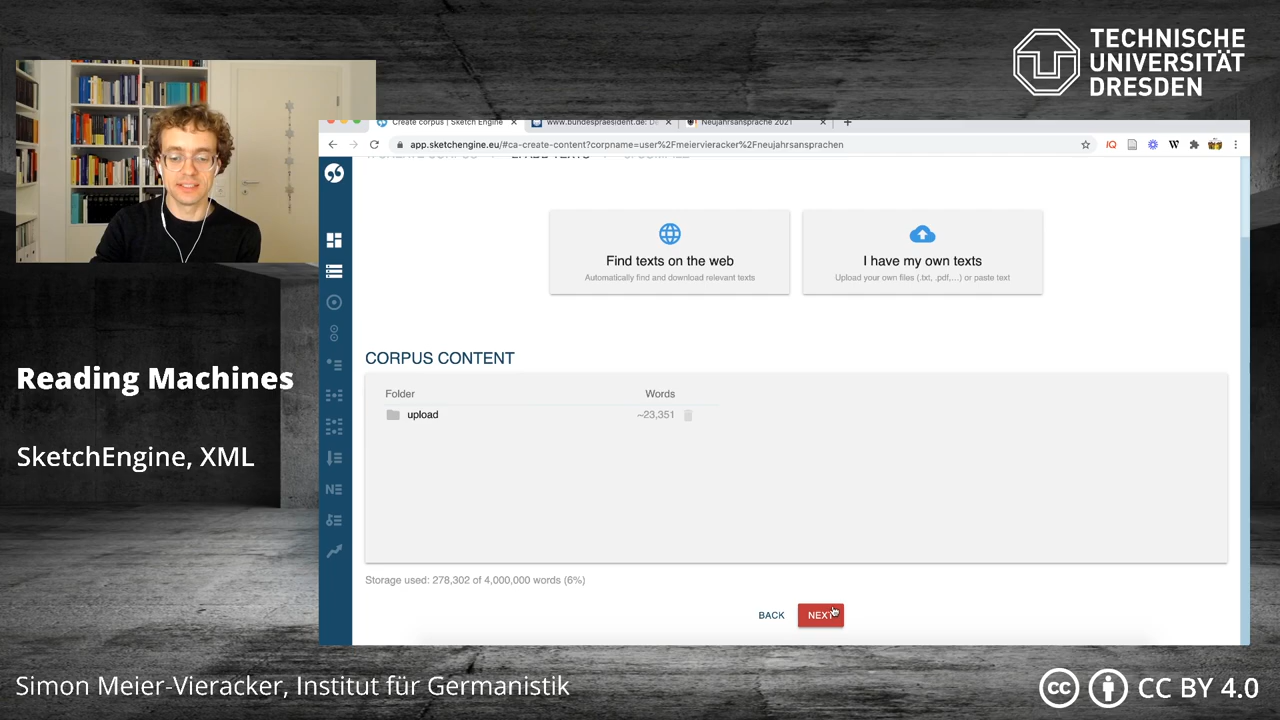 TECHNISCHE
UNIVERSITÄT
DRESDEN
Create corpus | Sketch Engine
www.bundespraesident.de: De
Neujahrsansprache 2021
app.sketchengine.eu/#ca-create-content?corpname=user%2Fmeiervieracker%2Fneujahrsansprachen
Find texts on the web
Automatically find and download relevant texts
I have my own texts
Upload your own files (.txt, .pdf,...) or paste text
CORPUS CONTENT
Folder Words
upload ~23,351
Storage used: 278,302 of 4,000,000 words (6%)
BACK NEXT
Reading Machines
SketchEngine, XML
Simon Meier-Vieracker, Institut für Germanistik
cc CC BY 4.0